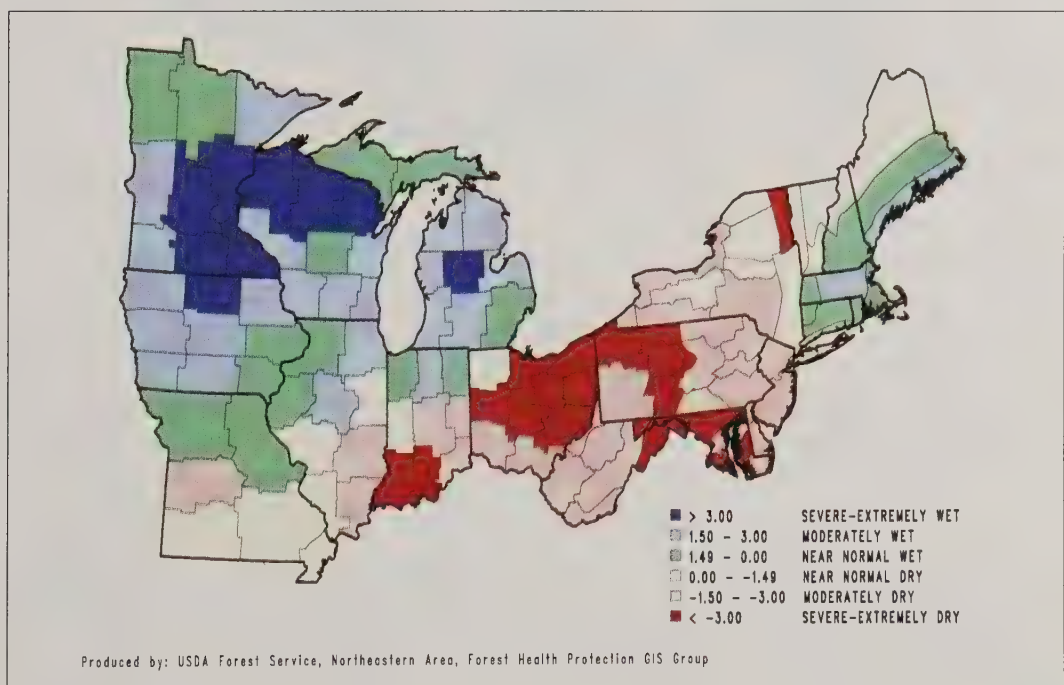 > 3.00 SEVERE-EXTREMELY WET
1.50 - 3.00 MODERATELY WET
1.49 - 0.00 NEAR NORMAL WET
0.00 - -1.49 NEAR NORMAL DRY
-1.50 - -3.00 MODERATELY DRY
< -3.00 SEVERE-EXTREMELY DRY
Produced by: USDA Forest Service, Northeastern Area, Forest Health Protection GIS Group